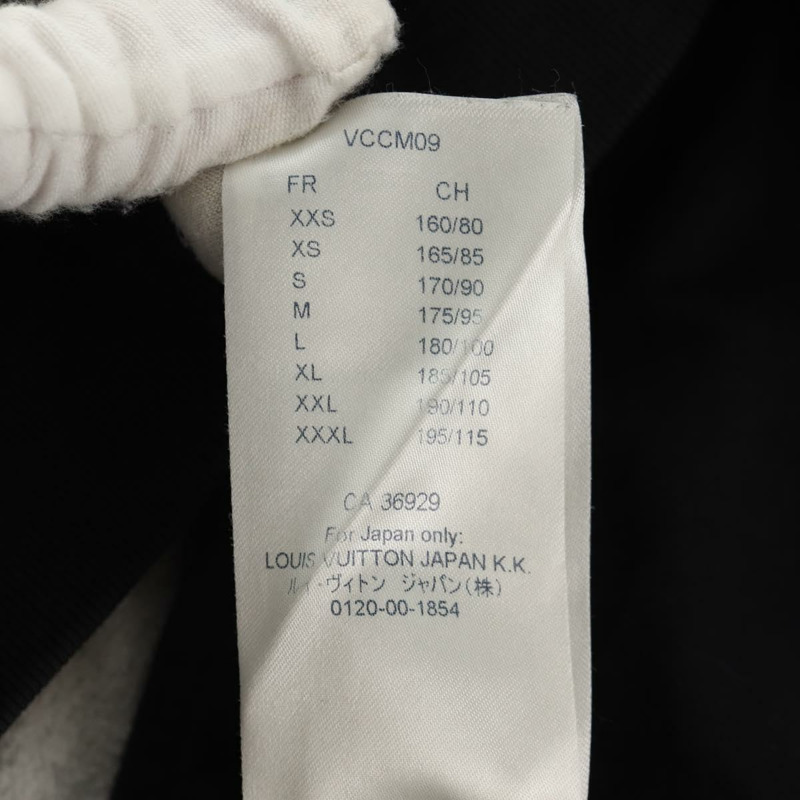 VCCM09
FR CH
XXS 160/80
XS 165/85
S 170/90
M 175/95
L 180/100
XL 185/105
XXL 190/110
XXXL 195/115
CA 36929
For Japan only:
LOUIS VUITTON JAPAN K.K.
ルイ・ヴィトン ジャパン(株)
0120-00-1854